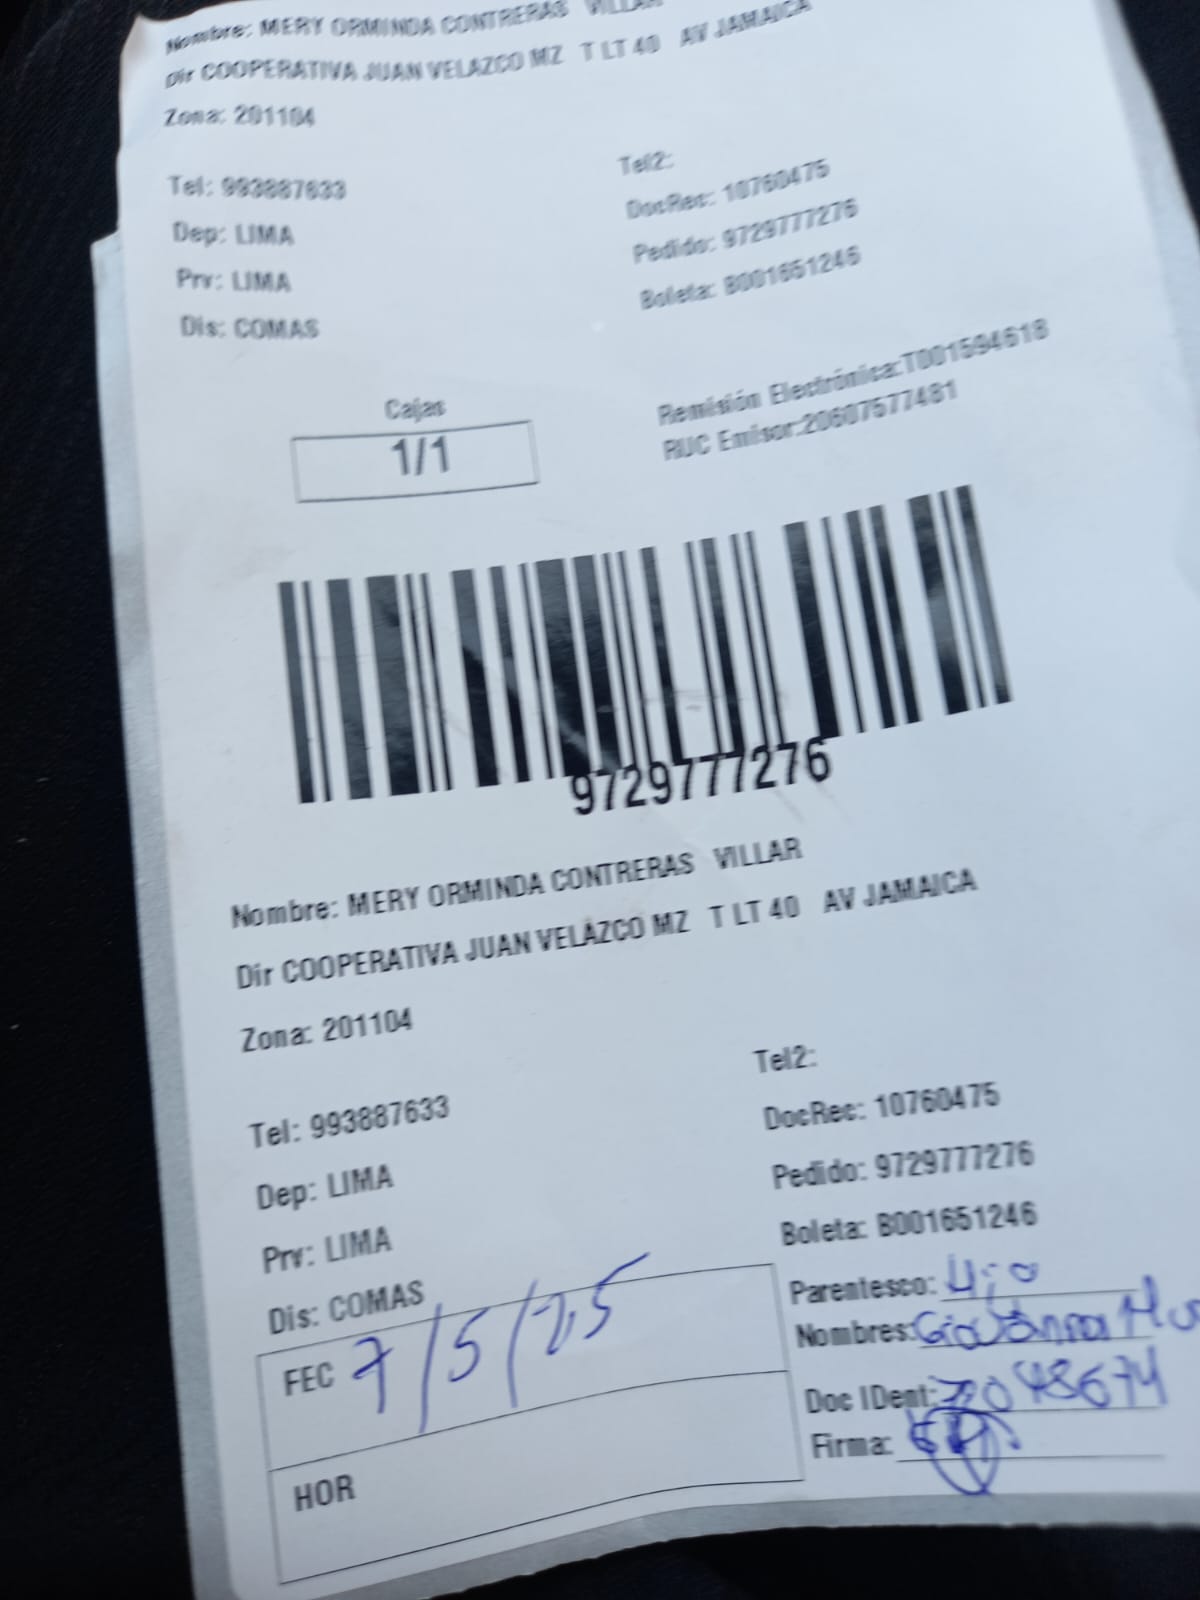 Nombre: MERY ORMINDA CONTRERAS VILLAR
Dir COOPERATIVA JUAN VELAZCO MZ T LT 40 AV JAMAICA
Zona: 201104
Tel: 993887633
Tel2:
Dep: LIMA
DocRec: 10760475
Prv: LIMA
Pedido: 9729777276
Dis: COMAS
Boleta: B001651246
Cajas
1/1
Remisión Electrónica:T001594618
RUC Emisor:20607577481
9729777276
Nombre: MERY ORMINDA CONTRERAS VILLAR
Dir COOPERATIVA JUAN VELAZCO MZ T LT 40 AV JAMAICA
Zona: 201104
Tel: 993887633
Tel2:
Dep: LIMA
DocRec: 10760475
Prv: LIMA
Pedido: 9729777276
Dis: COMAS
Boleta: B001651246
FEC 7/5/25
Parentesco:
Nombres:
Doc IDent: 72048674
HOR
Firma: